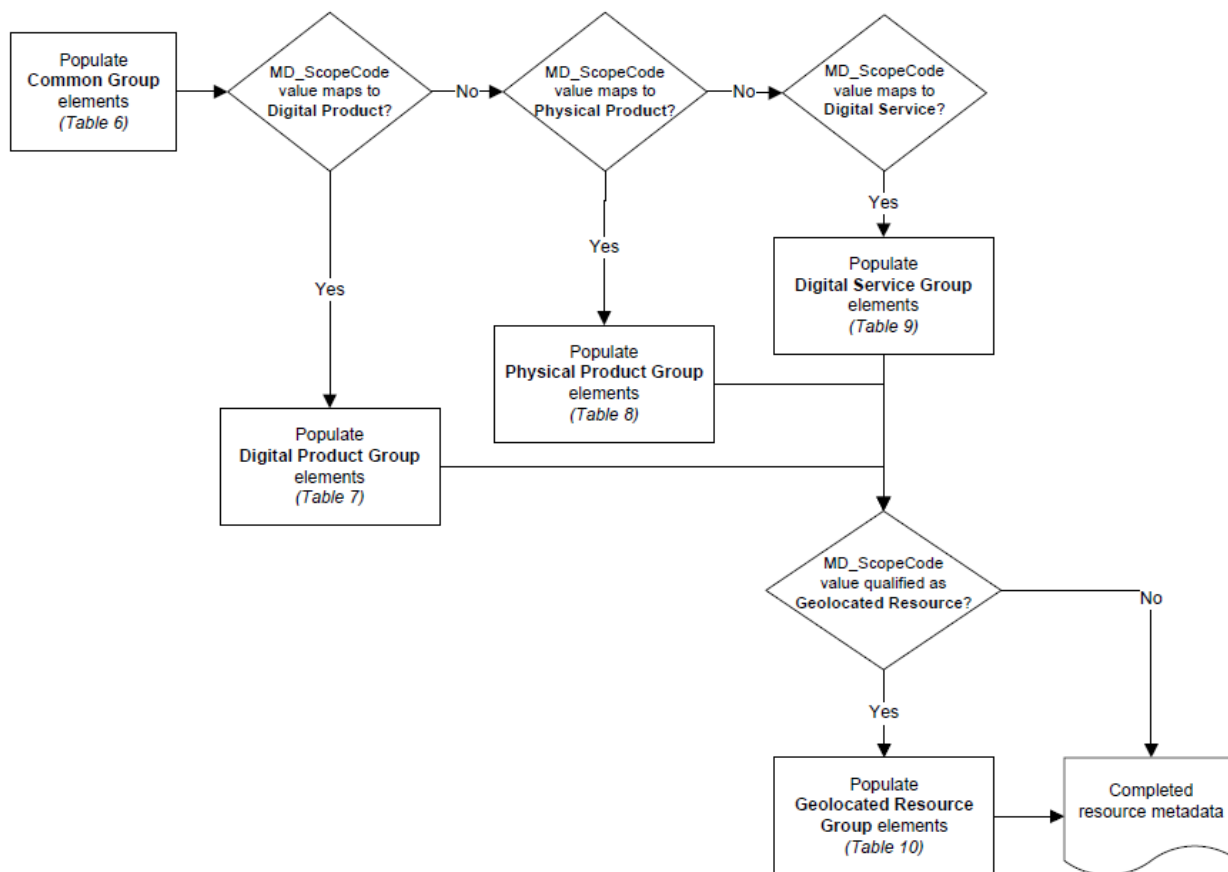 Populate
Common Group
elements
(Table 6)
MD_ScopeCode
value maps to
Digital Product?
No
MD_ScopeCode
value maps to
Physical Product?
No
MD_ScopeCode
value maps to
Digital Service?
Yes
Yes
Yes
Populate
Digital Service Group
elements
(Table 9)
Populate
Physical Product Group
elements
(Table 8)
Populate
Digital Product Group
elements
(Table 7)
MD_ScopeCode
value qualified as
Geolocated Resource?
No
Yes
Populate
Geolocated Resource
Group elements
(Table 10)
Completed
resource metadata